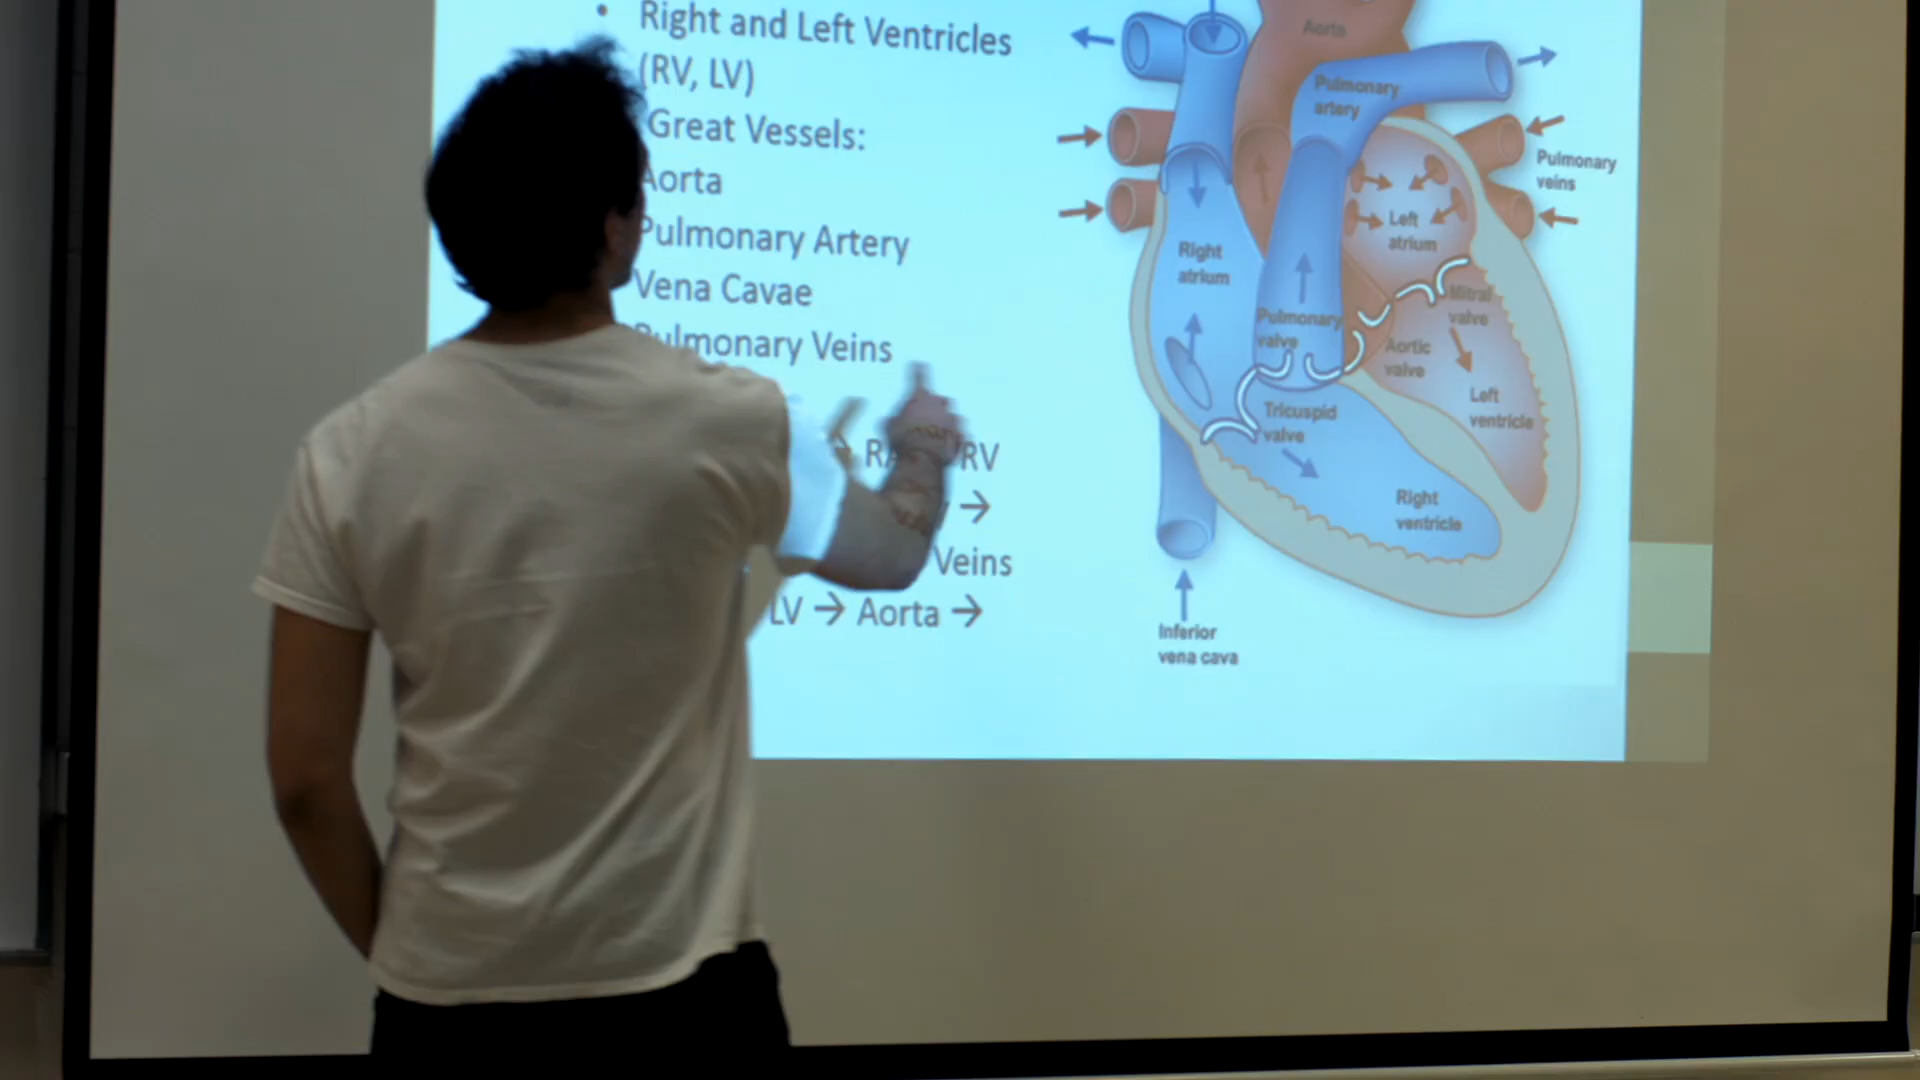 Right and Left Ventricles
(RV, LV)
Great Vessels:
Aorta
Pulmonary Artery
Vena Cavae
Pulmonary Veins
RV
→
Veins
LV → Aorta →
Aorta
Pulmonary
artery
Pulmonary
veins
Left
atrium
Right
atrium
Mitral
valve
Pulmonary
valve
Aortic
valve
Left
ventricle
Tricuspid
valve
Right
ventricle
Inferior
vena cava